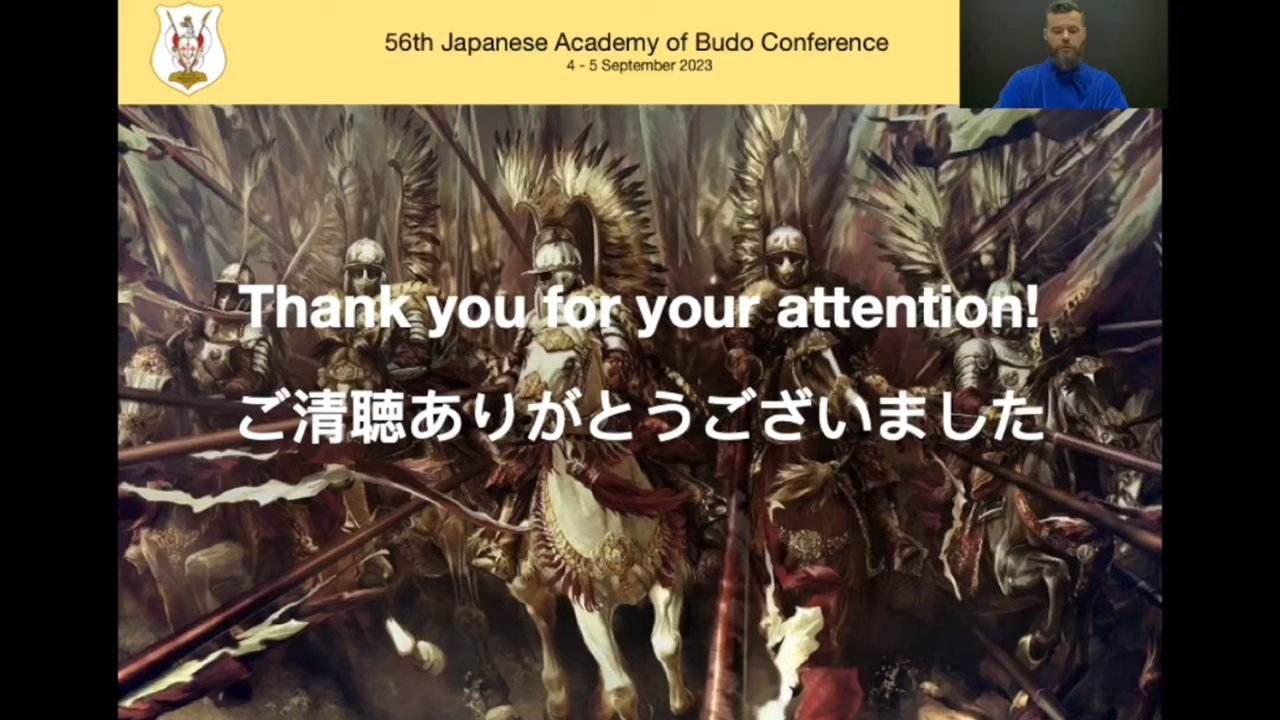 56th Japanese Academy of Budo Conference
4 - 5 September 2023
Thank you for your attention!
ご清聴ありがとうございました